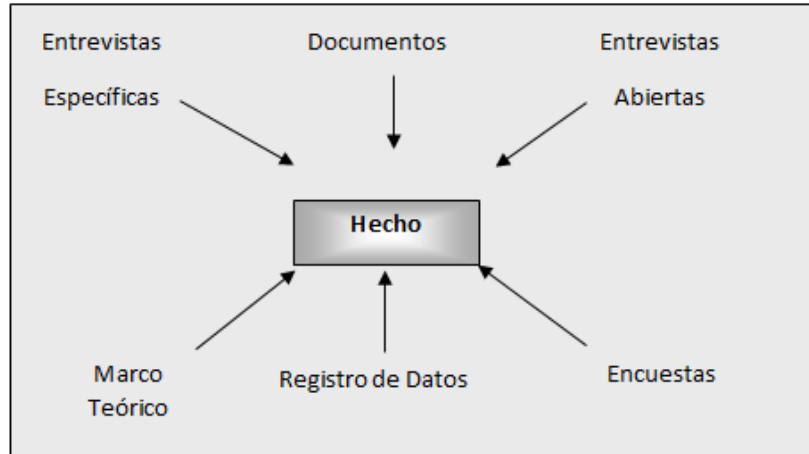 Entrevistas
Específicas
Documentos
Entrevistas
Abiertas
Hecho
Marco
Teórico
Registro de Datos
Encuestas